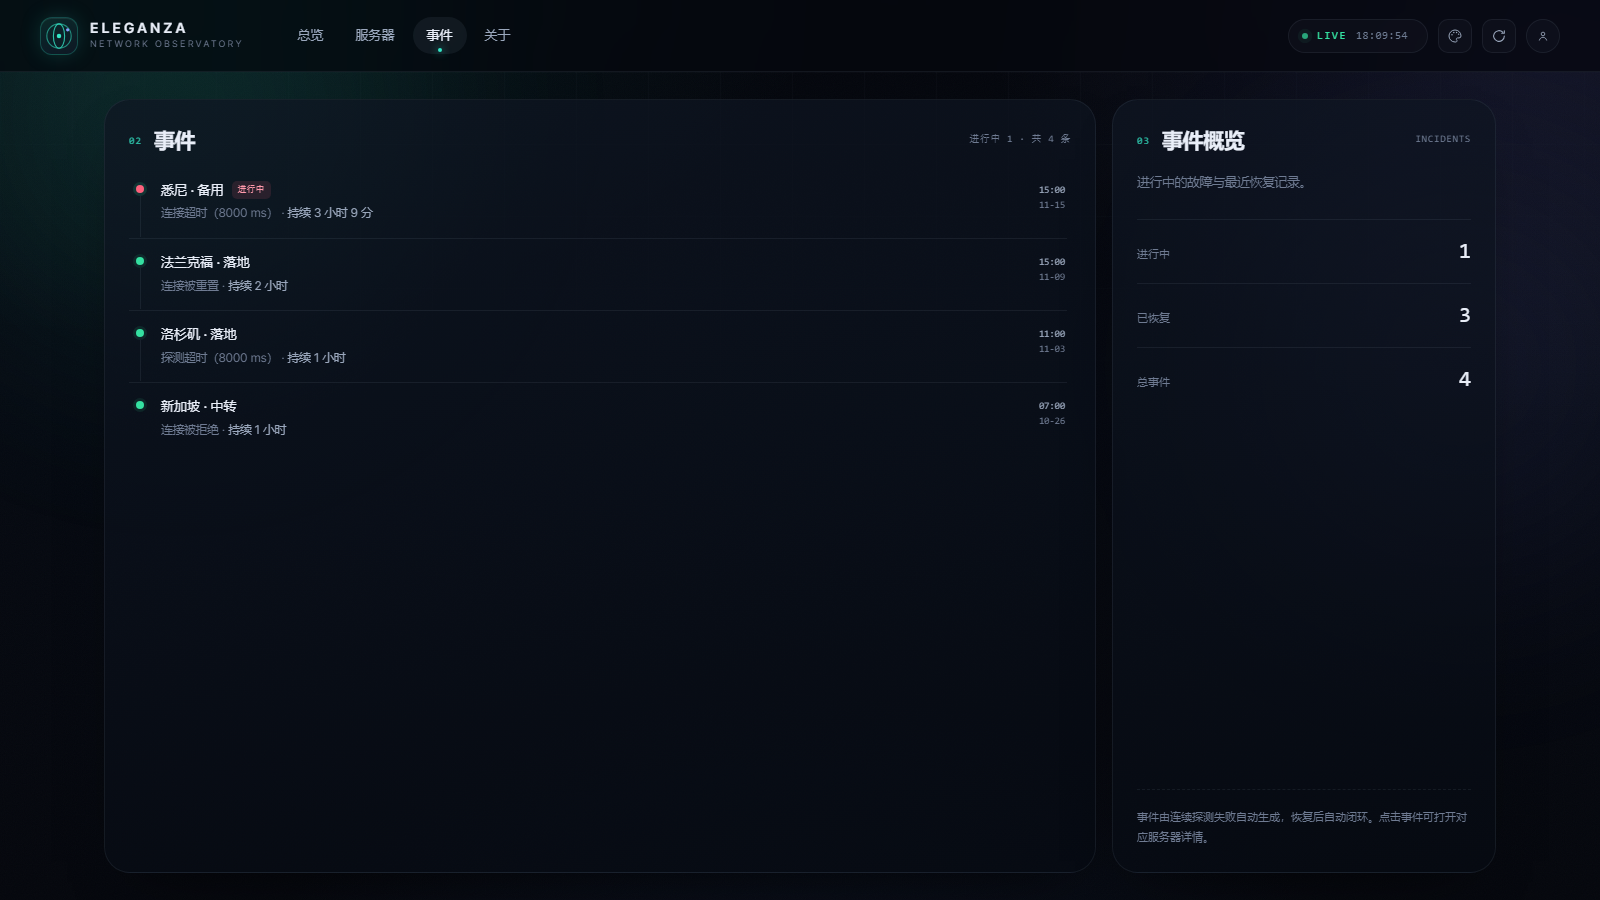 ELEGANZA
NETWORK OBSERVATORY
总览
服务器
事件
关于
LIVE 18:09:54
02 事件
进行中 1 · 共 4 条
悉尼 · 备用 进行中
15:00
连接超时（8000 ms） · 持续 3 小时 9 分
11-15
法兰克福 · 落地
15:00
连接被重置 · 持续 2 小时
11-09
洛杉矶 · 落地
11:00
探测超时（8000 ms） · 持续 1 小时
11-03
新加坡 · 中转
07:00
连接被拒绝 · 持续 1 小时
10-26
03 事件概览
INCIDENTS
进行中的故障与最近恢复记录。
进行中 1
已恢复 3
总事件 4
事件由连续探测失败自动生成，恢复后自动闭环。点击事件可打开对
应服务器详情。